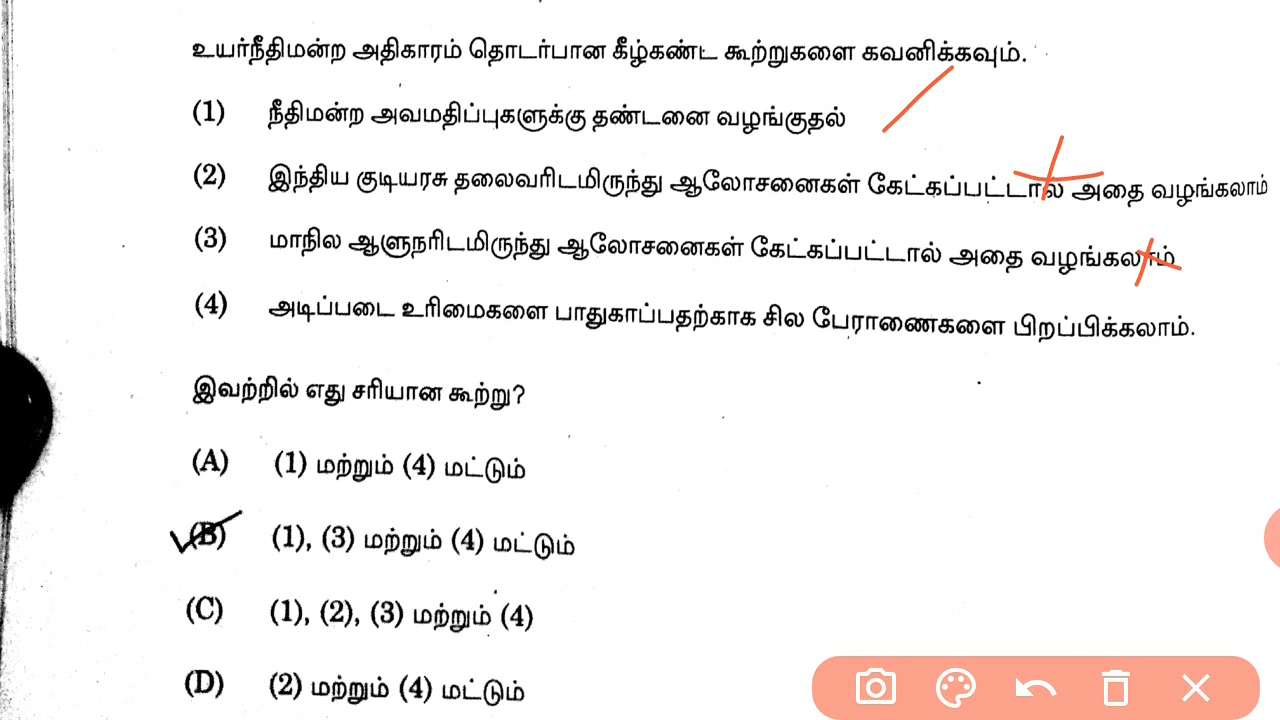 உயர்நீதிமன்ற அதிகாரம் தொடர்பான கீழ்கண்ட கூற்றுகளை கவனிக்கவும்.
(1) நீதிமன்ற அவமதிப்புகளுக்கு தண்டனை வழங்குதல்
(2) இந்திய குடியரசு தலைவரிடமிருந்து ஆலோசனைகள் கேட்கப்பட்டால் அதை வழங்கலாம்
(3) மாநில ஆளுநரிடமிருந்து ஆலோசனைகள் கேட்கப்பட்டால் அதை வழங்கலாம்
(4) அடிப்படை உரிமைகளை பாதுகாப்பதற்காக சில பேராணைகளை பிறப்பிக்கலாம்.
இவற்றில் எது சரியான கூற்று?
(A) (1) மற்றும் (4) மட்டும்
(B) (1), (3) மற்றும் (4) மட்டும்
(C) (1), (2), (3) மற்றும் (4)
(D) (2) மற்றும் (4) மட்டும்